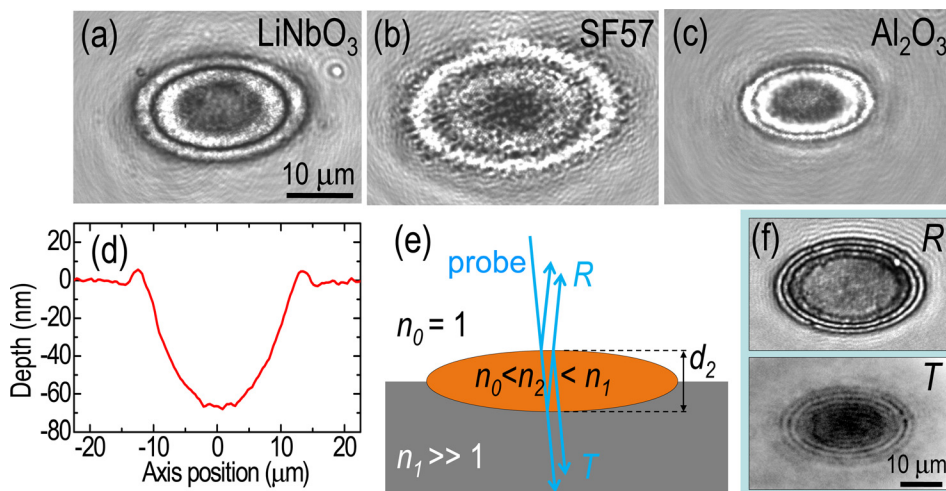 (a) LiNbO₃
10 μm
(b) SF57
(c) Al₂O₃
(d)
20
0
-20
-40
-60
-80
Depth (nm)
-20 -10 0 10 20
Axis position(μm)
(e)
probe
R
n₀ = 1
n₀<n₂ < n₁
d₂
n₁ >> 1
T
(f) R
T
10 μm